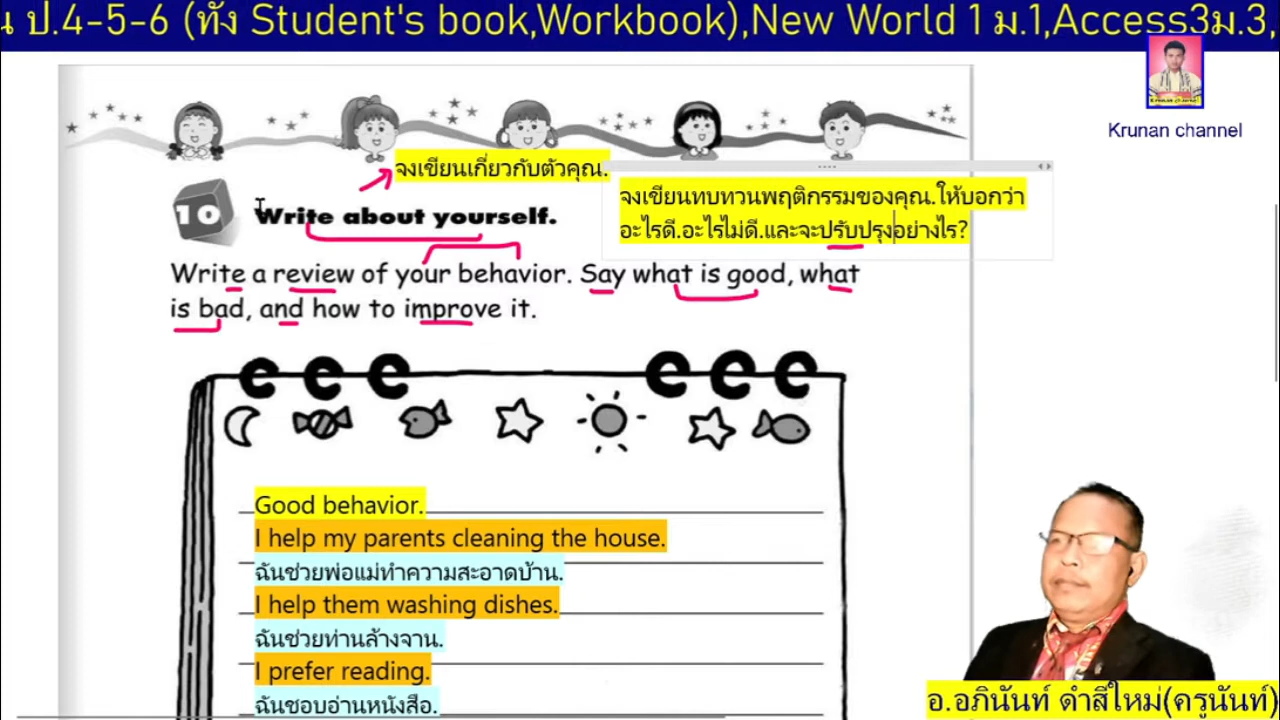 ป.4-5-6 (ทั้ง Student's book,Workbook),New World 1 ม.1,Access3ม.3,
Krunan channel
จงเขียนเกี่ยวกับตัวคุณ.
จงเขียนทบทวนพฤติกรรมของคุณ.ให้บอกว่า
อะไรดี.อะไรไม่ดี.และจะปรับปรุงอย่างไร?
10 Write about yourself.
Write a review of your behavior. Say what is good, what
is bad, and how to improve it.
Good behavior.
I help my parents cleaning the house.
ฉันช่วยพ่อแม่ทำความสะอาดบ้าน.
I help them washing dishes.
ฉันช่วยท่านล้างจาน.
I prefer reading.
ฉันชอบอ่านหนังสือ.
อ.อภินันท์ ดำสีใหม่(ครูนันท์)